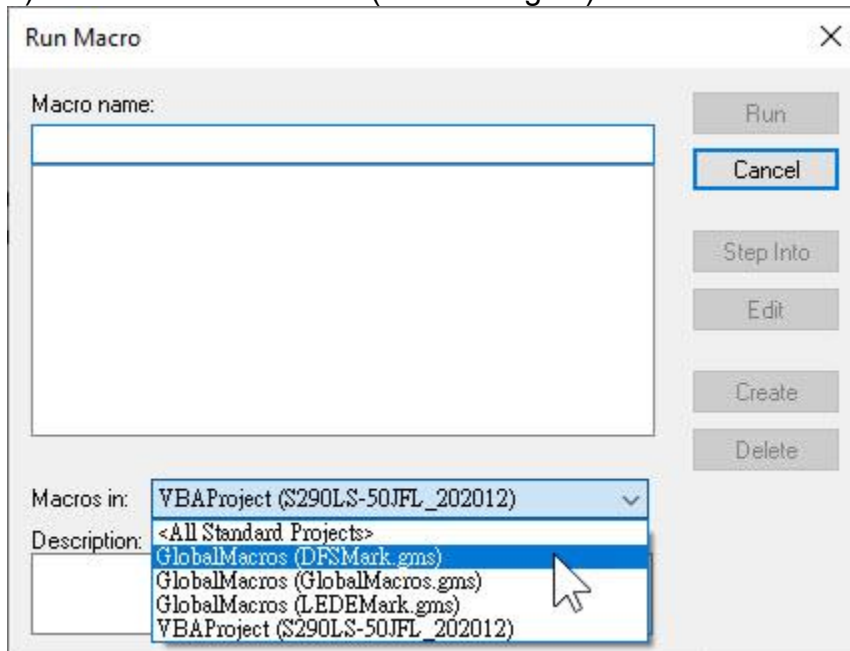 Run Macro
Macro name:
Run
Cancel
Step Into
Edit
Create
Delete
Macros in: VBAProject (S290LS-50JFL_202012)
Description:
<All Standard Projects>
GlobalMacros (DFSMark.gms)
GlobalMacros (GlobalMacros.gms)
GlobalMacros (LEDEMark.gms)
VBAProject (S290LS-50JFL_202012)